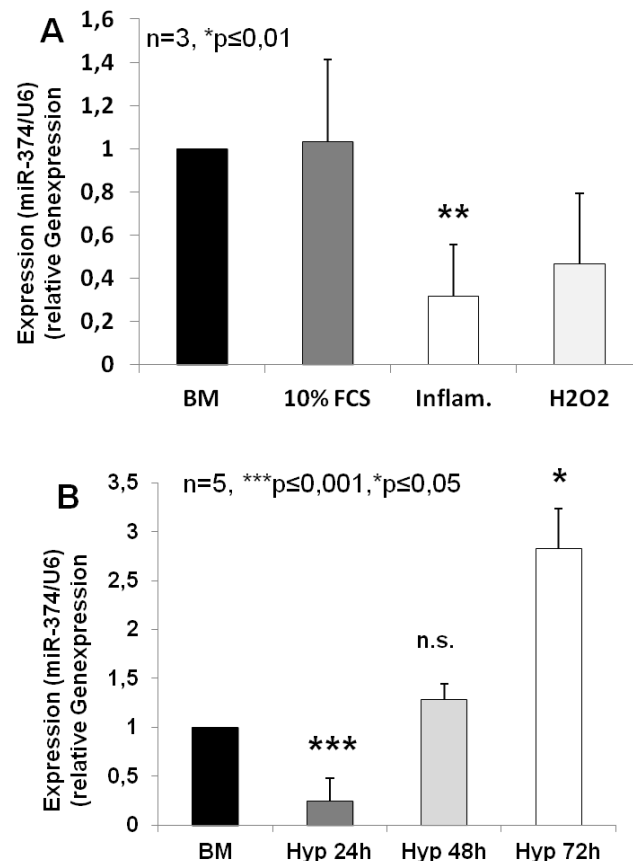 A
n=3, *p≤0,01
Expression (miR-374/U6)
(relative Genexpression
1,6
1,4
1,2
1
0,8
0,6
0,4
0,2
0
**
BM
10% FCS
Inflam.
H2O2
B
n=5, ***p≤0,001,*p≤0,05
Expression (miR-374/U6)
(relative Genexpression
3,5
3
2,5
2
1,5
1
0,5
0
***
n.s.
*
BM
Hyp 24h
Hyp 48h
Hyp 72h